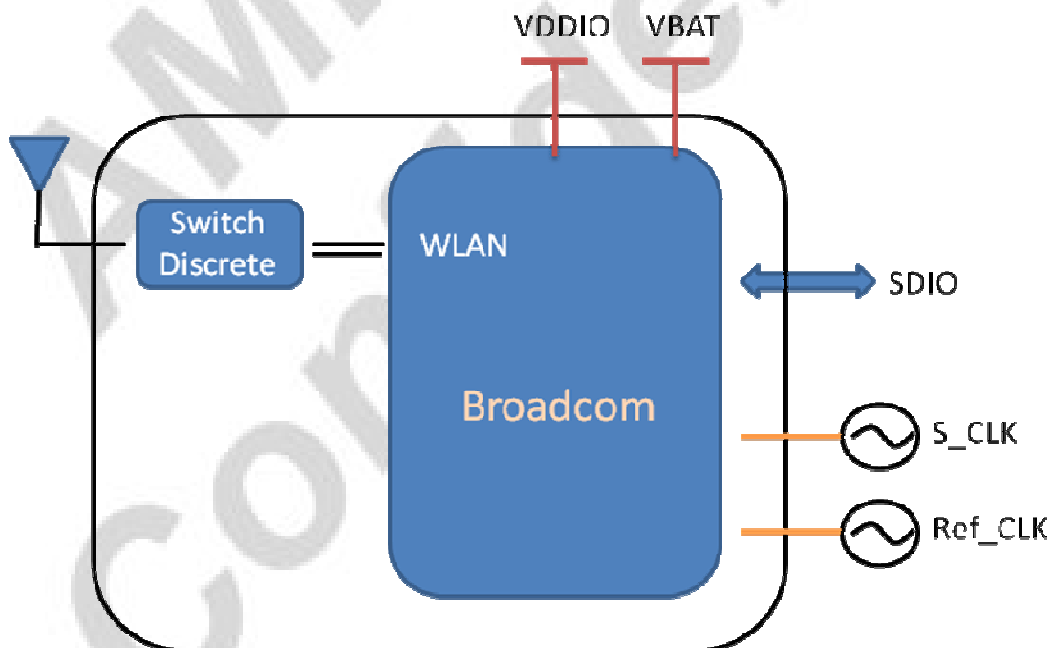 VDDIO VBAT
Switch
Discrete
WLAN
SDIO
Broadcom
S_CLK
Ref_CLK